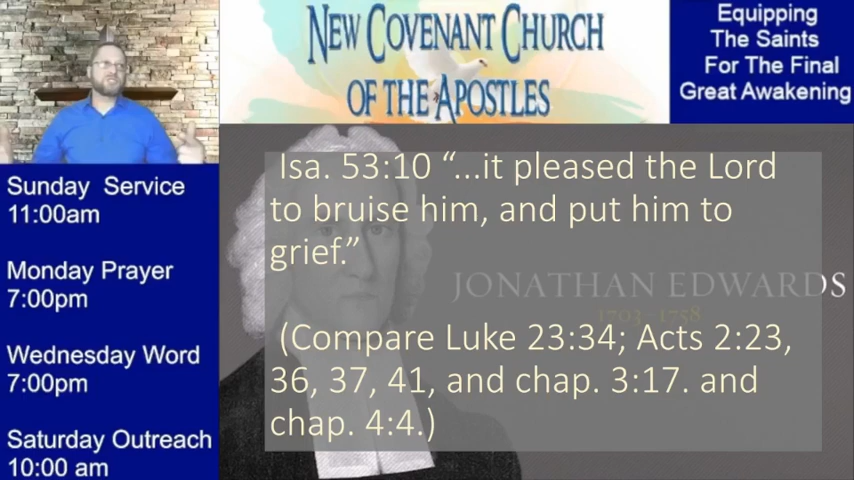 NEW COVENANT CHURCH
OF THE APOSTLES
Equipping
The Saints
For The Final
Great Awakening
Sunday Service
11:00am
Monday Prayer
7:00pm
Wednesday Word
7:00pm
Saturday Outreach
10:00 am
Isa. 53:10 “...it pleased the Lord
to bruise him, and put him to
grief.”
(Compare Luke 23:34; Acts 2:23,
36, 37, 41, and chap. 3:17. and
chap. 4:4.)
JONATHAN EDWARDS
1703-1758